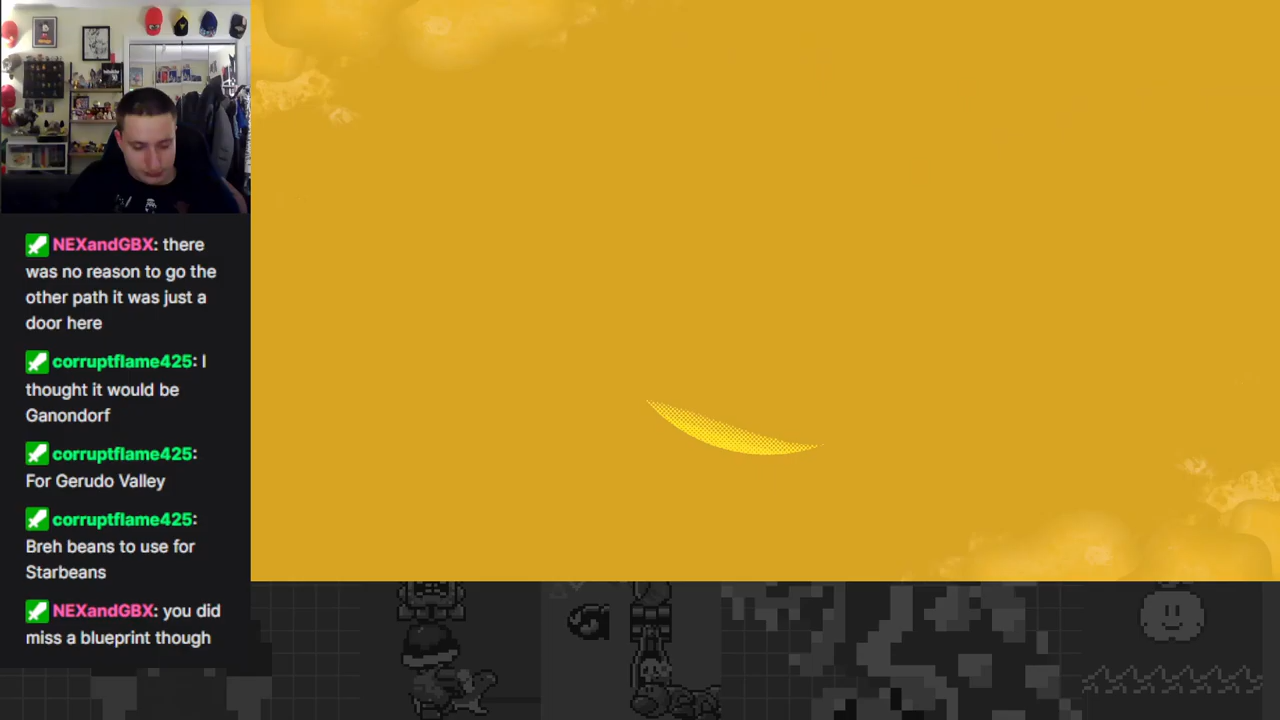 NEXandGBX: there
was no reason to go the
other path it was just a
door here
corruptflame425: I
thought it would be
Ganondorf
corruptflame425:
For Gerudo Valley
corruptflame425:
Breh beans to use for
Starbeans
NEXandGBX: you did
miss a blueprint though